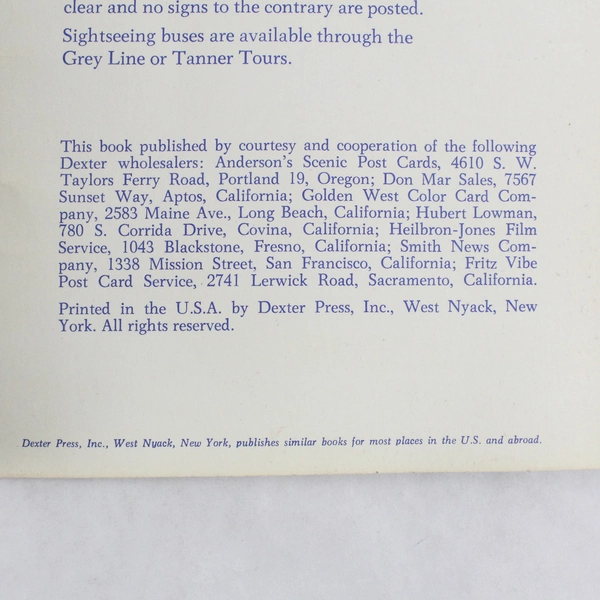 clear and no signs to the contrary are posted.
Sightseeing buses are available through the
Grey Line or Tanner Tours.
This book published by courtesy and cooperation of the following
Dexter wholesalers: Anderson's Scenic Post Cards, 4610 S. W.
Taylors Ferry Road, Portland 19, Oregon; Don Mar Sales, 7567
Sunset Way, Aptos, California; Golden West Color Card Com-
pany, 2583 Maine Ave., Long Beach, California; Hubert Lowman,
780 S. Corrida Drive, Covina, California; Heilbron-Jones Film
Service, 1043 Blackstone, Fresno, California; Smith News Com-
pany, 1338 Mission Street, San Francisco, California; Fritz Vibe
Post Card Service, 2741 Lerwick Road, Sacramento, California.
Printed in the U.S.A. by Dexter Press, Inc., West Nyack, New
York. All rights reserved.
Dexter Press, Inc., West Nyack, New York, publishes similar books for most places in the U.S. and abroad.